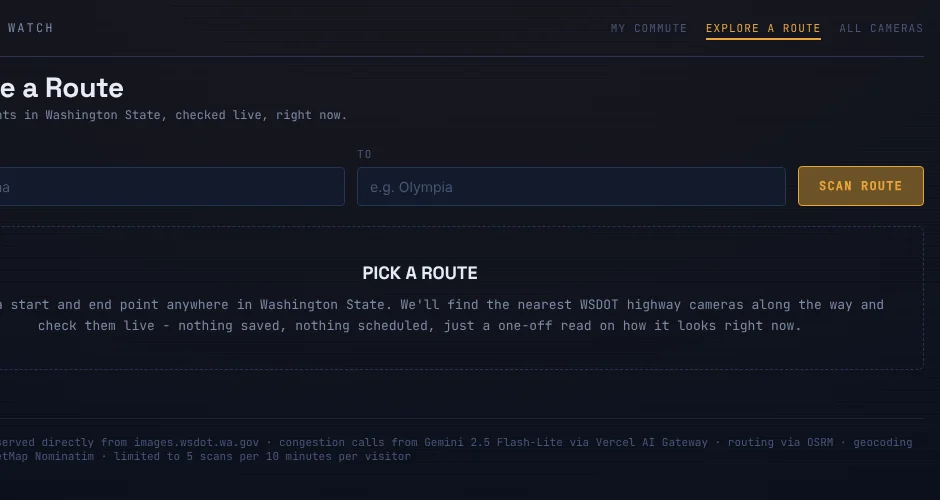 WATCH
MY COMMUTE EXPLORE A ROUTE ALL CAMERAS
e a Route
nts in Washington State, checked live, right now.
TO
na e.g. Olympia SCAN ROUTE
PICK A ROUTE
a start and end point anywhere in Washington State. We'll find the nearest WSDOT highway cameras along the way and
check them live - nothing saved, nothing scheduled, just a one-off read on how it looks right now.
served directly from images.wsdot.wa.gov · congestion calls from Gemini 2.5 Flash-Lite via Vercel AI Gateway · routing via OSRM · geocoding
etMap Nominatim · limited to 5 scans per 10 minutes per visitor